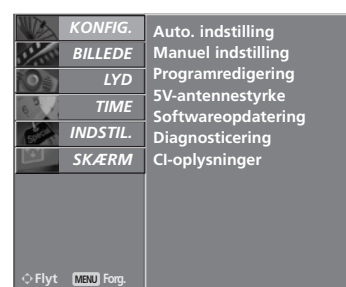 KONFIG.
BILLEDE
LYD
TIME
INDSTIL.
SKÆRM
Auto. indstilling
Manuel indstilling
Programredigering
5V-antennestyrke
Softwareopdatering
Diagnosticering
CI-oplysninger
Flyt MENU Forg.